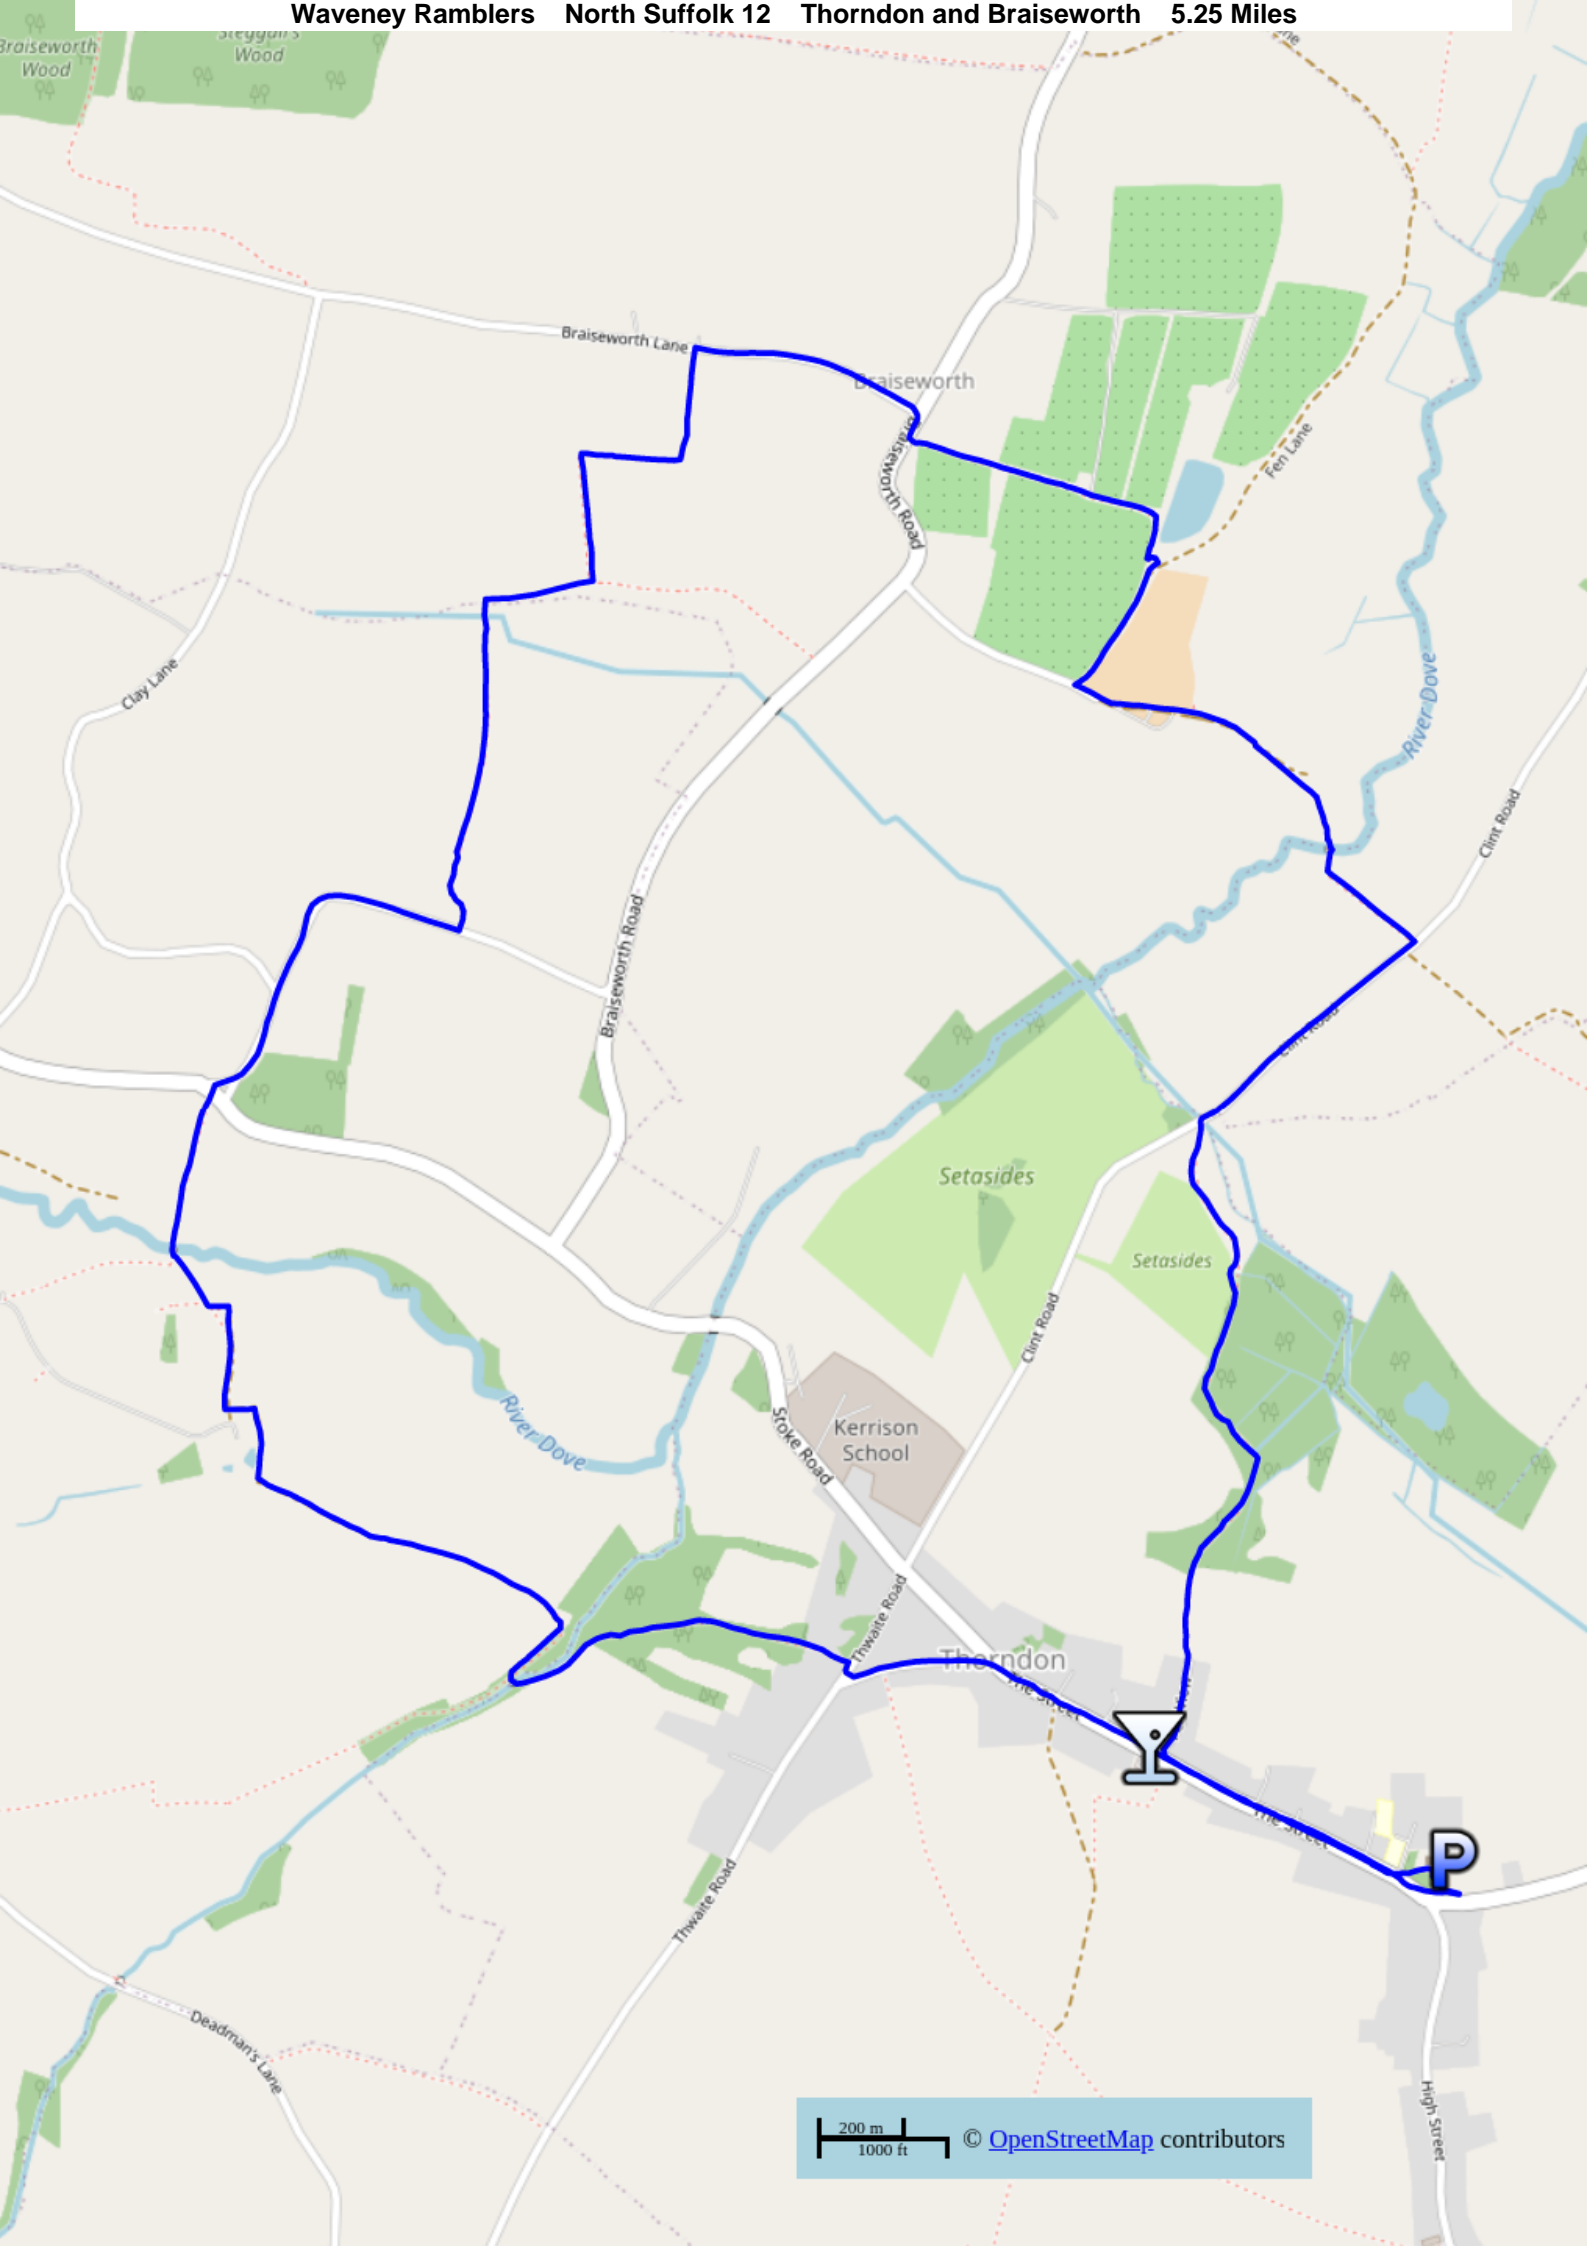 Waveney Ramblers North Suffolk 12 Thorndon and Braiseworth 5.25 Miles
Braiseworth
Wood
Steggall's
Wood
Braiseworth Lane
Braiseworth
Braiseworth Road
Fen Lane
Clay Lane
River Dove
Clint Road
Braiseworth Road
Clint Road
Setasides
Setasides
Clint Road
River Dove
Stoke Road
Kerrison
School
Thwaite Road
Thorndon
The Street
View
The Street
P
Thwaite Road
Deadman's Lane
High Street
200 m
1000 ft
© OpenStreetMap contributors